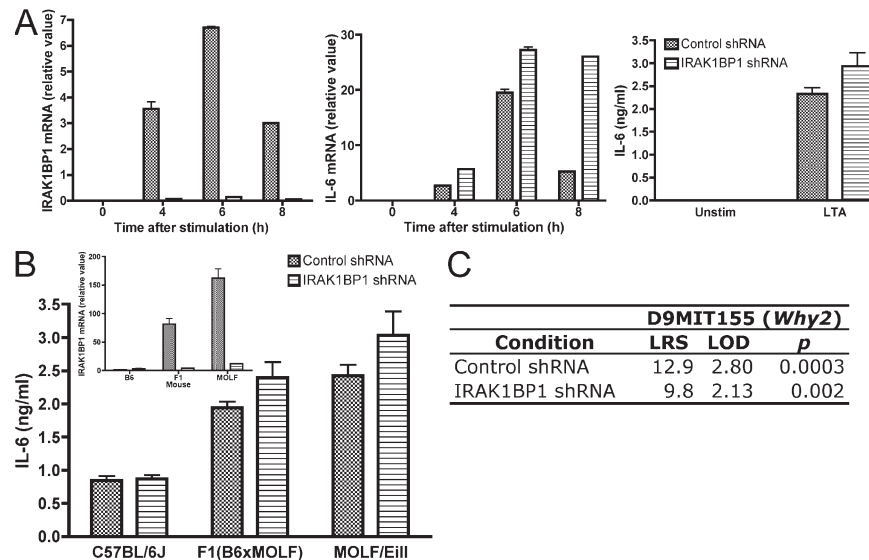 A
IRAK1BP1 mRNA (relative value)
7
6
5
4
3
2
1
0
0 4 6 8
Time after stimulation (h)
IL-6 mRNA (relative value)
30
20
10
0
0 4 6 8
Time after stimulation (h)
Control shRNA
IRAK1BP1 shRNA
IL-6 (ng/ml)
3.5
3.0
2.5
2.0
1.5
1.0
0.5
0.0
Unstim LTA
B
IRAK1BP1 mRNA (relative value)
200
150
100
50
0
B6 F1 MOLF
Mouse
Control shRNA
IRAK1BP1 shRNA
IL-6 (ng/ml)
3.5
3.0
2.5
2.0
1.5
1.0
0.5
0.0
C57BL/6J F1(B6xMOLF) MOLF/EiIl
C
D9MIT155 (Why2)
Condition LRS LOD p
Control shRNA 12.9 2.80 0.0003
IRAK1BP1 shRNA 9.8 2.13 0.002